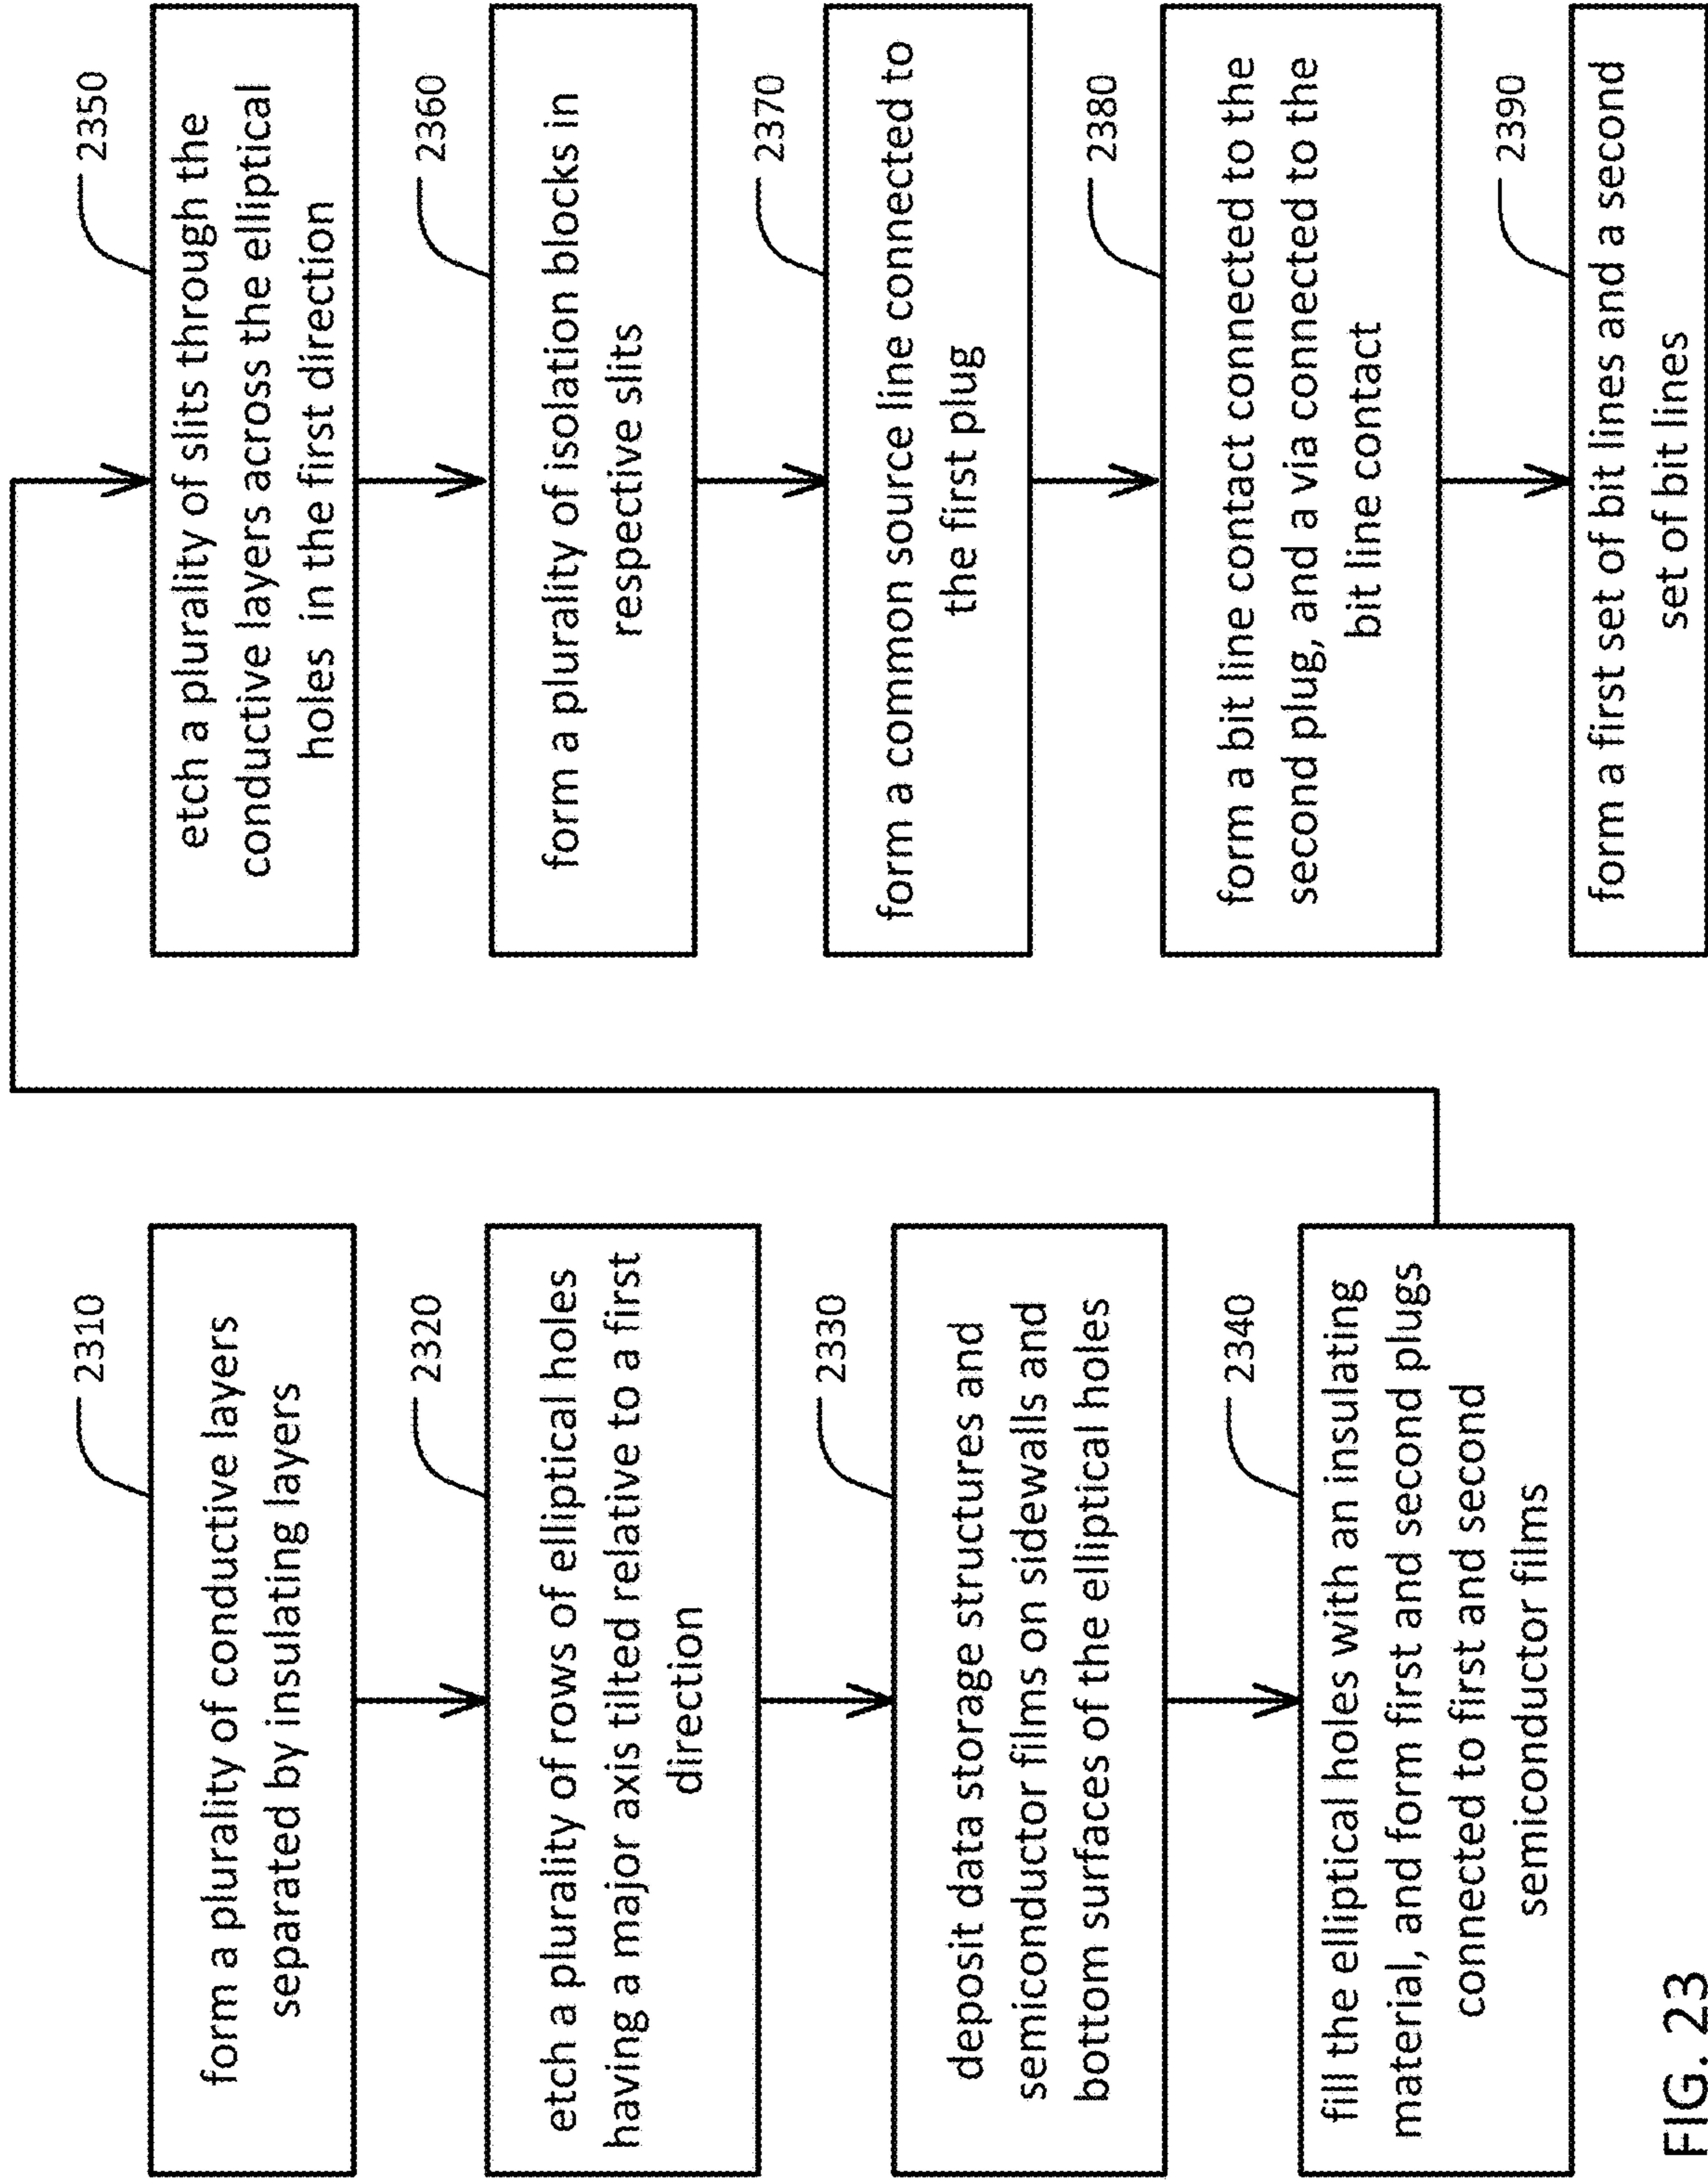 2310
form a plurality of conductive layers
separated by insulating layers
2320
etch a plurality of rows of elliptical holes
having a major axis tilted relative to a first
direction
2330
deposit data storage structures and
semiconductor films on sidewalls and
bottom surfaces of the elliptical holes
2340
fill the elliptical holes with an insulating
material, and form first and second plugs
connected to first and second
semiconductor films
2350
etch a plurality of slits through the
conductive layers across the elliptical
holes in the first direction
2360
form a plurality of isolation blocks in
respective slits
2370
form a common source line connected to
the first plug
2380
form a bit line contact connected to the
second plug, and a via connected to the
bit line contact
2390
form a first set of bit lines and a second
set of bit lines
FIG. 23